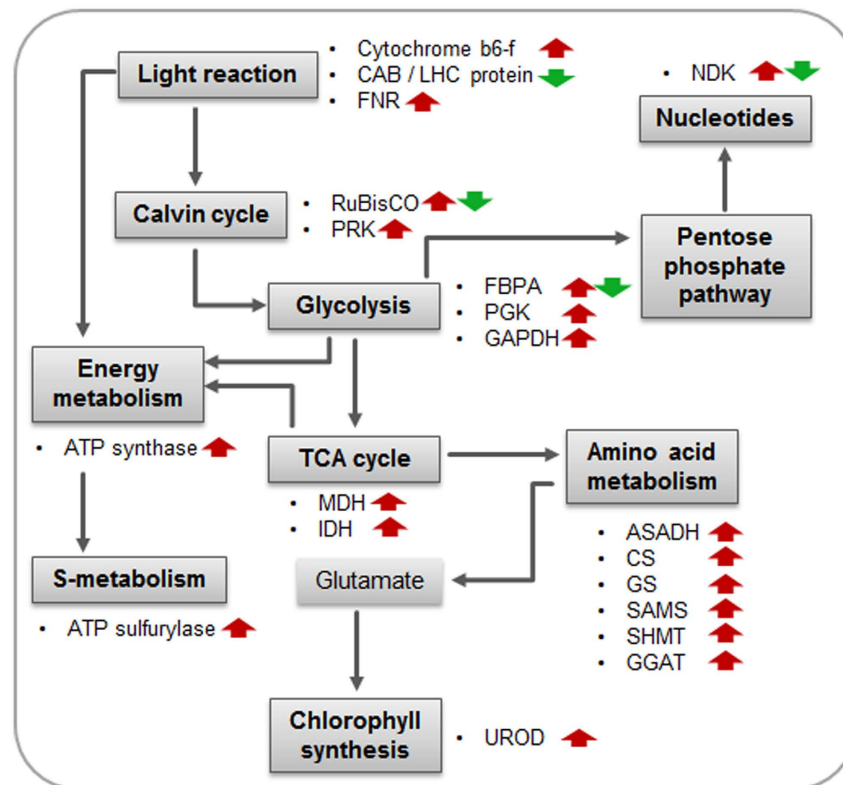 Light reaction
• Cytochrome b6-f
• CAB / LHC protein
• FNR
• NDK
Nucleotides
Calvin cycle
• RuBisCO
• PRK
Pentose
phosphate
pathway
Glycolysis
• FBPA
• PGK
• GAPDH
Energy
metabolism
• ATP synthase
TCA cycle
• MDH
• IDH
Amino acid
metabolism
• ASADH
• CS
• GS
• SAMS
• SHMT
• GGAT
S-metabolism
• ATP sulfurylase
Glutamate
Chlorophyll
synthesis
• UROD